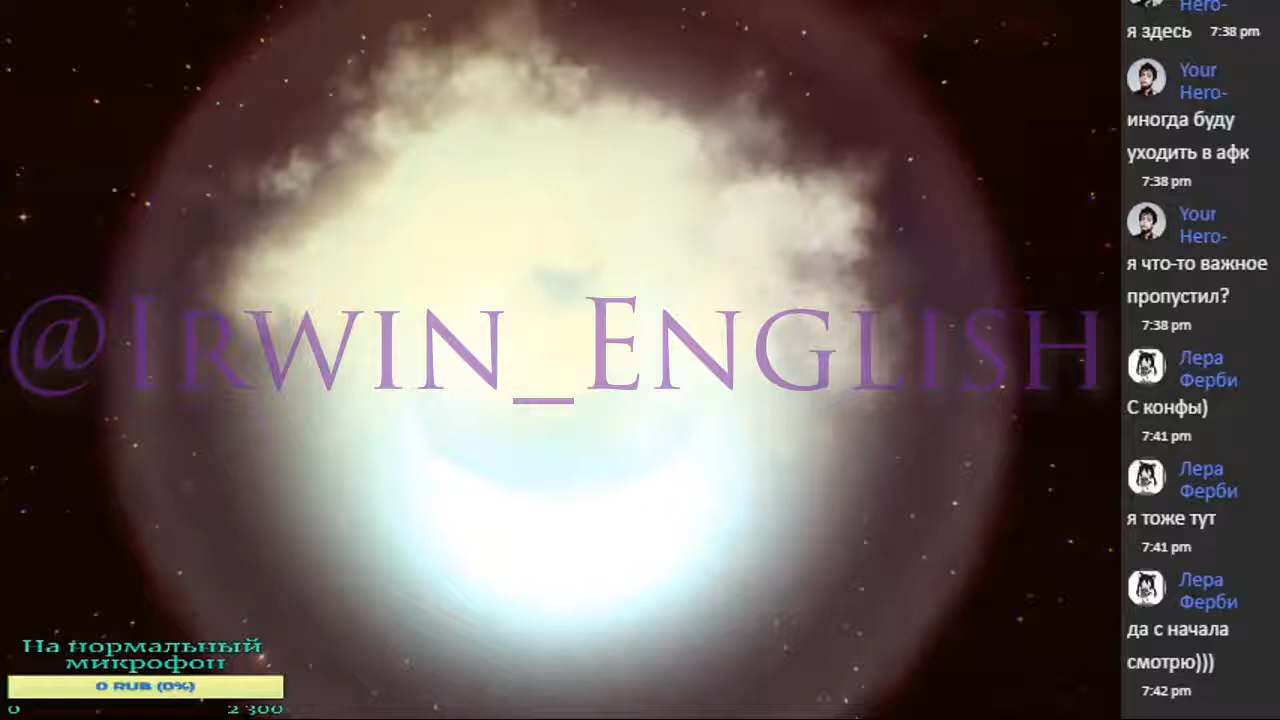 @Irwin_English
На нормальный
микрофон
0 RUB (0%)
0 2 300
Hero-
я здесь 7:38 pm
Your
Hero-
иногда буду
уходить в афк
7:38 pm
Your
Hero-
я что-то важное
пропустил?
7:38 pm
Лера
Ферби
С конфы)
7:41 pm
Лера
Ферби
я тоже тут
7:41 pm
Лера
Ферби
да с начала
смотрю)))
7:42 pm